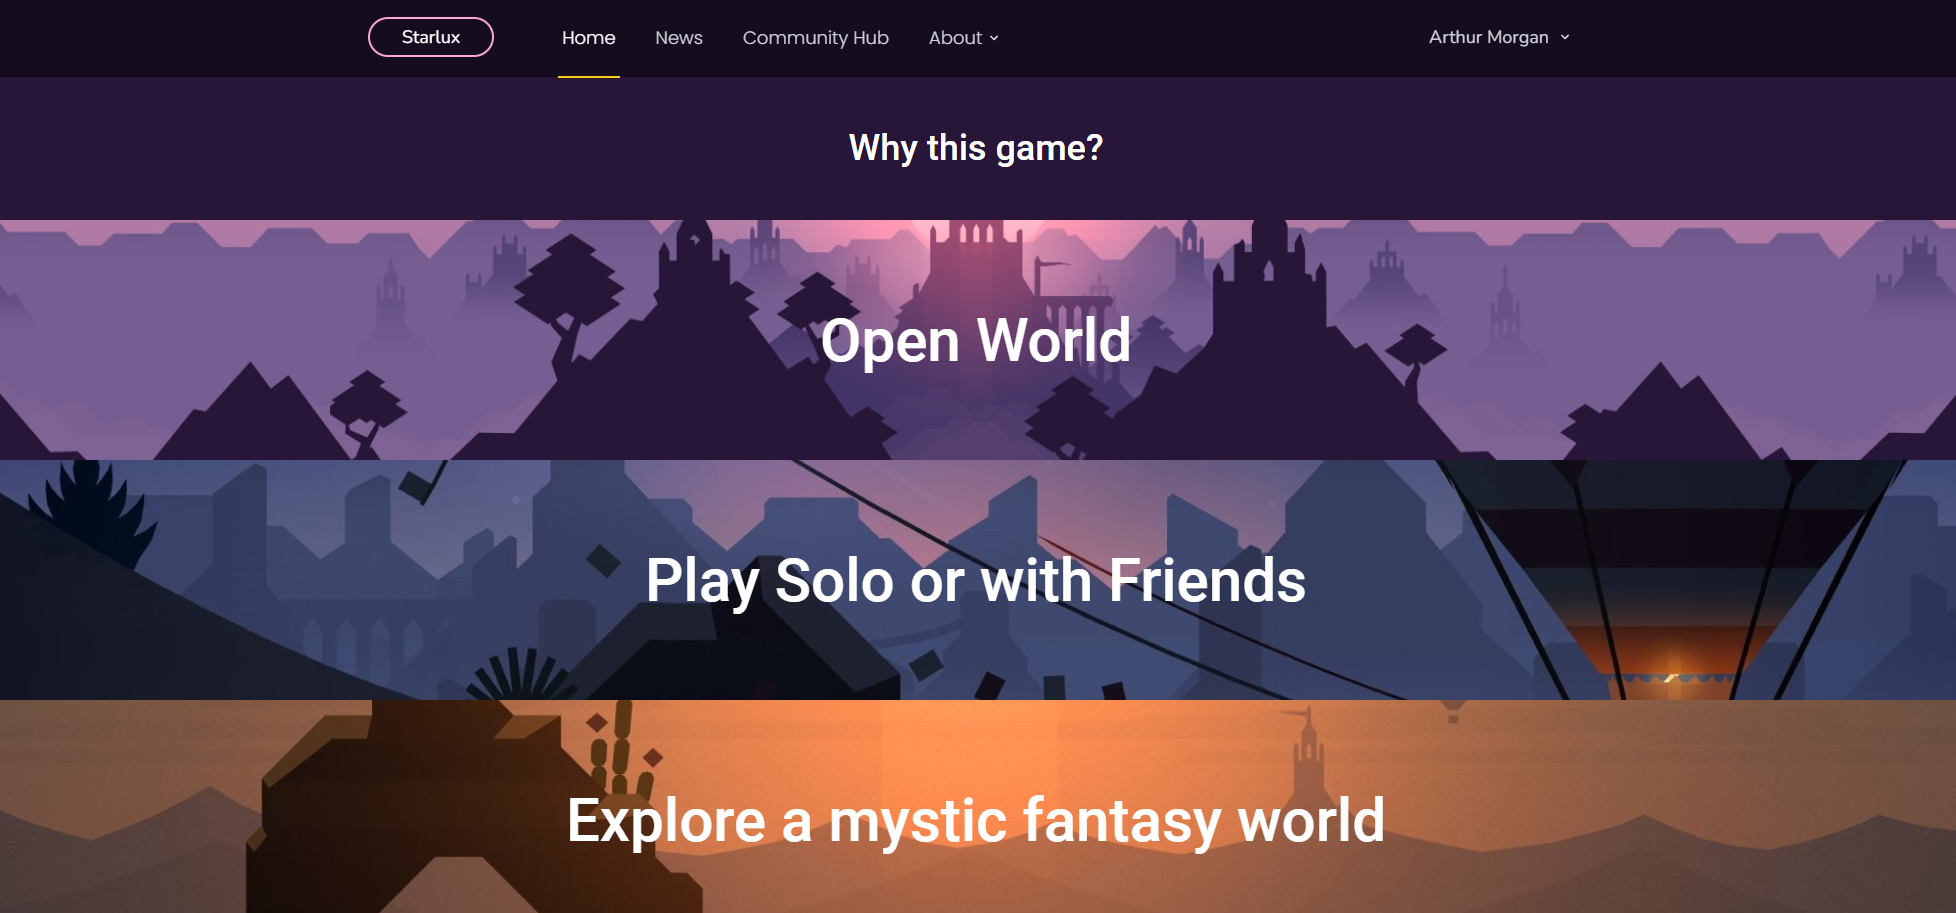 Starlux
Home
News
Community Hub
About
Arthur Morgan
Why this game?
Open World
Play Solo or with Friends
Explore a mystic fantasy world